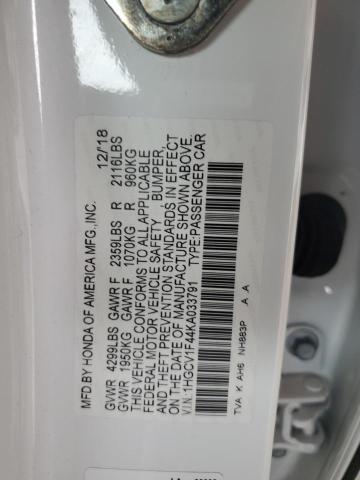 MFD BY HONDA OF AMERICA MFG.,INC. 12/'18
GVWR 4299LBS GAWR F 2359LBS R 2116LBS
GVWR 1950KG GAWR F 1070KG R 960KG
THIS VEHICLE CONFORMS TO ALL APPLICABLE
FEDERAL MOTOR VEHICLE SAFETY , BUMPER,
AND THEFT PREVENTION STANDARDS IN EFFECT
ON THE DATE OF MANUFACTURE SHOWN ABOVE.
V.I.N.:1HGCV1F44KA033791 TYPE:PASSENGER CAR
TVA K AH6 NH883P A A